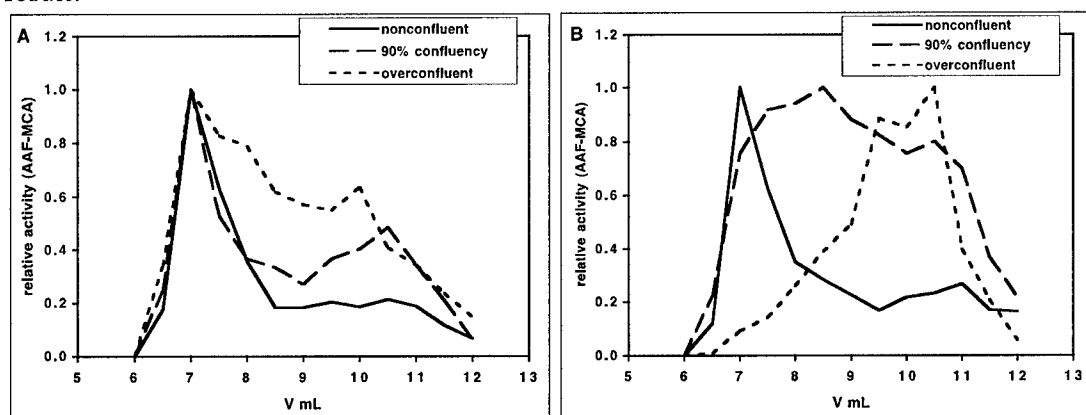 A
nonconfluent
90% confluency
overconfluent
1.2
1.0
0.8
0.6
0.4
0.2
0.0
relative activity (AAF-MCA)
5 6 7 8 9 10 11 12 13
V mL
B
nonconfluent
90% confluency
overconfluent
1.2
1.0
0.8
0.6
0.4
0.2
0.0
relative activity (AAF-MCA)
5 6 7 8 9 10 11 12 13
V mL